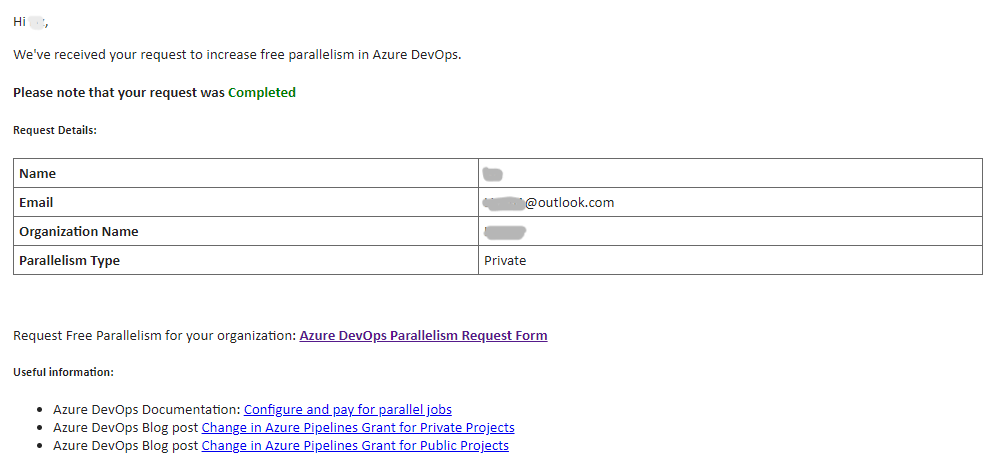 Hi ,
We've received your request to increase free parallelism in Azure DevOps.
Please note that your request was Completed
Request Details:
Name
Email @outlook.com
Organization Name
Parallelism Type Private
Request Free Parallelism for your organization: Azure DevOps Parallelism Request Form
Useful information:
• Azure DevOps Documentation: Configure and pay for parallel jobs
• Azure DevOps Blog post Change in Azure Pipelines Grant for Private Projects
• Azure DevOps Blog post Change in Azure Pipelines Grant for Public Projects